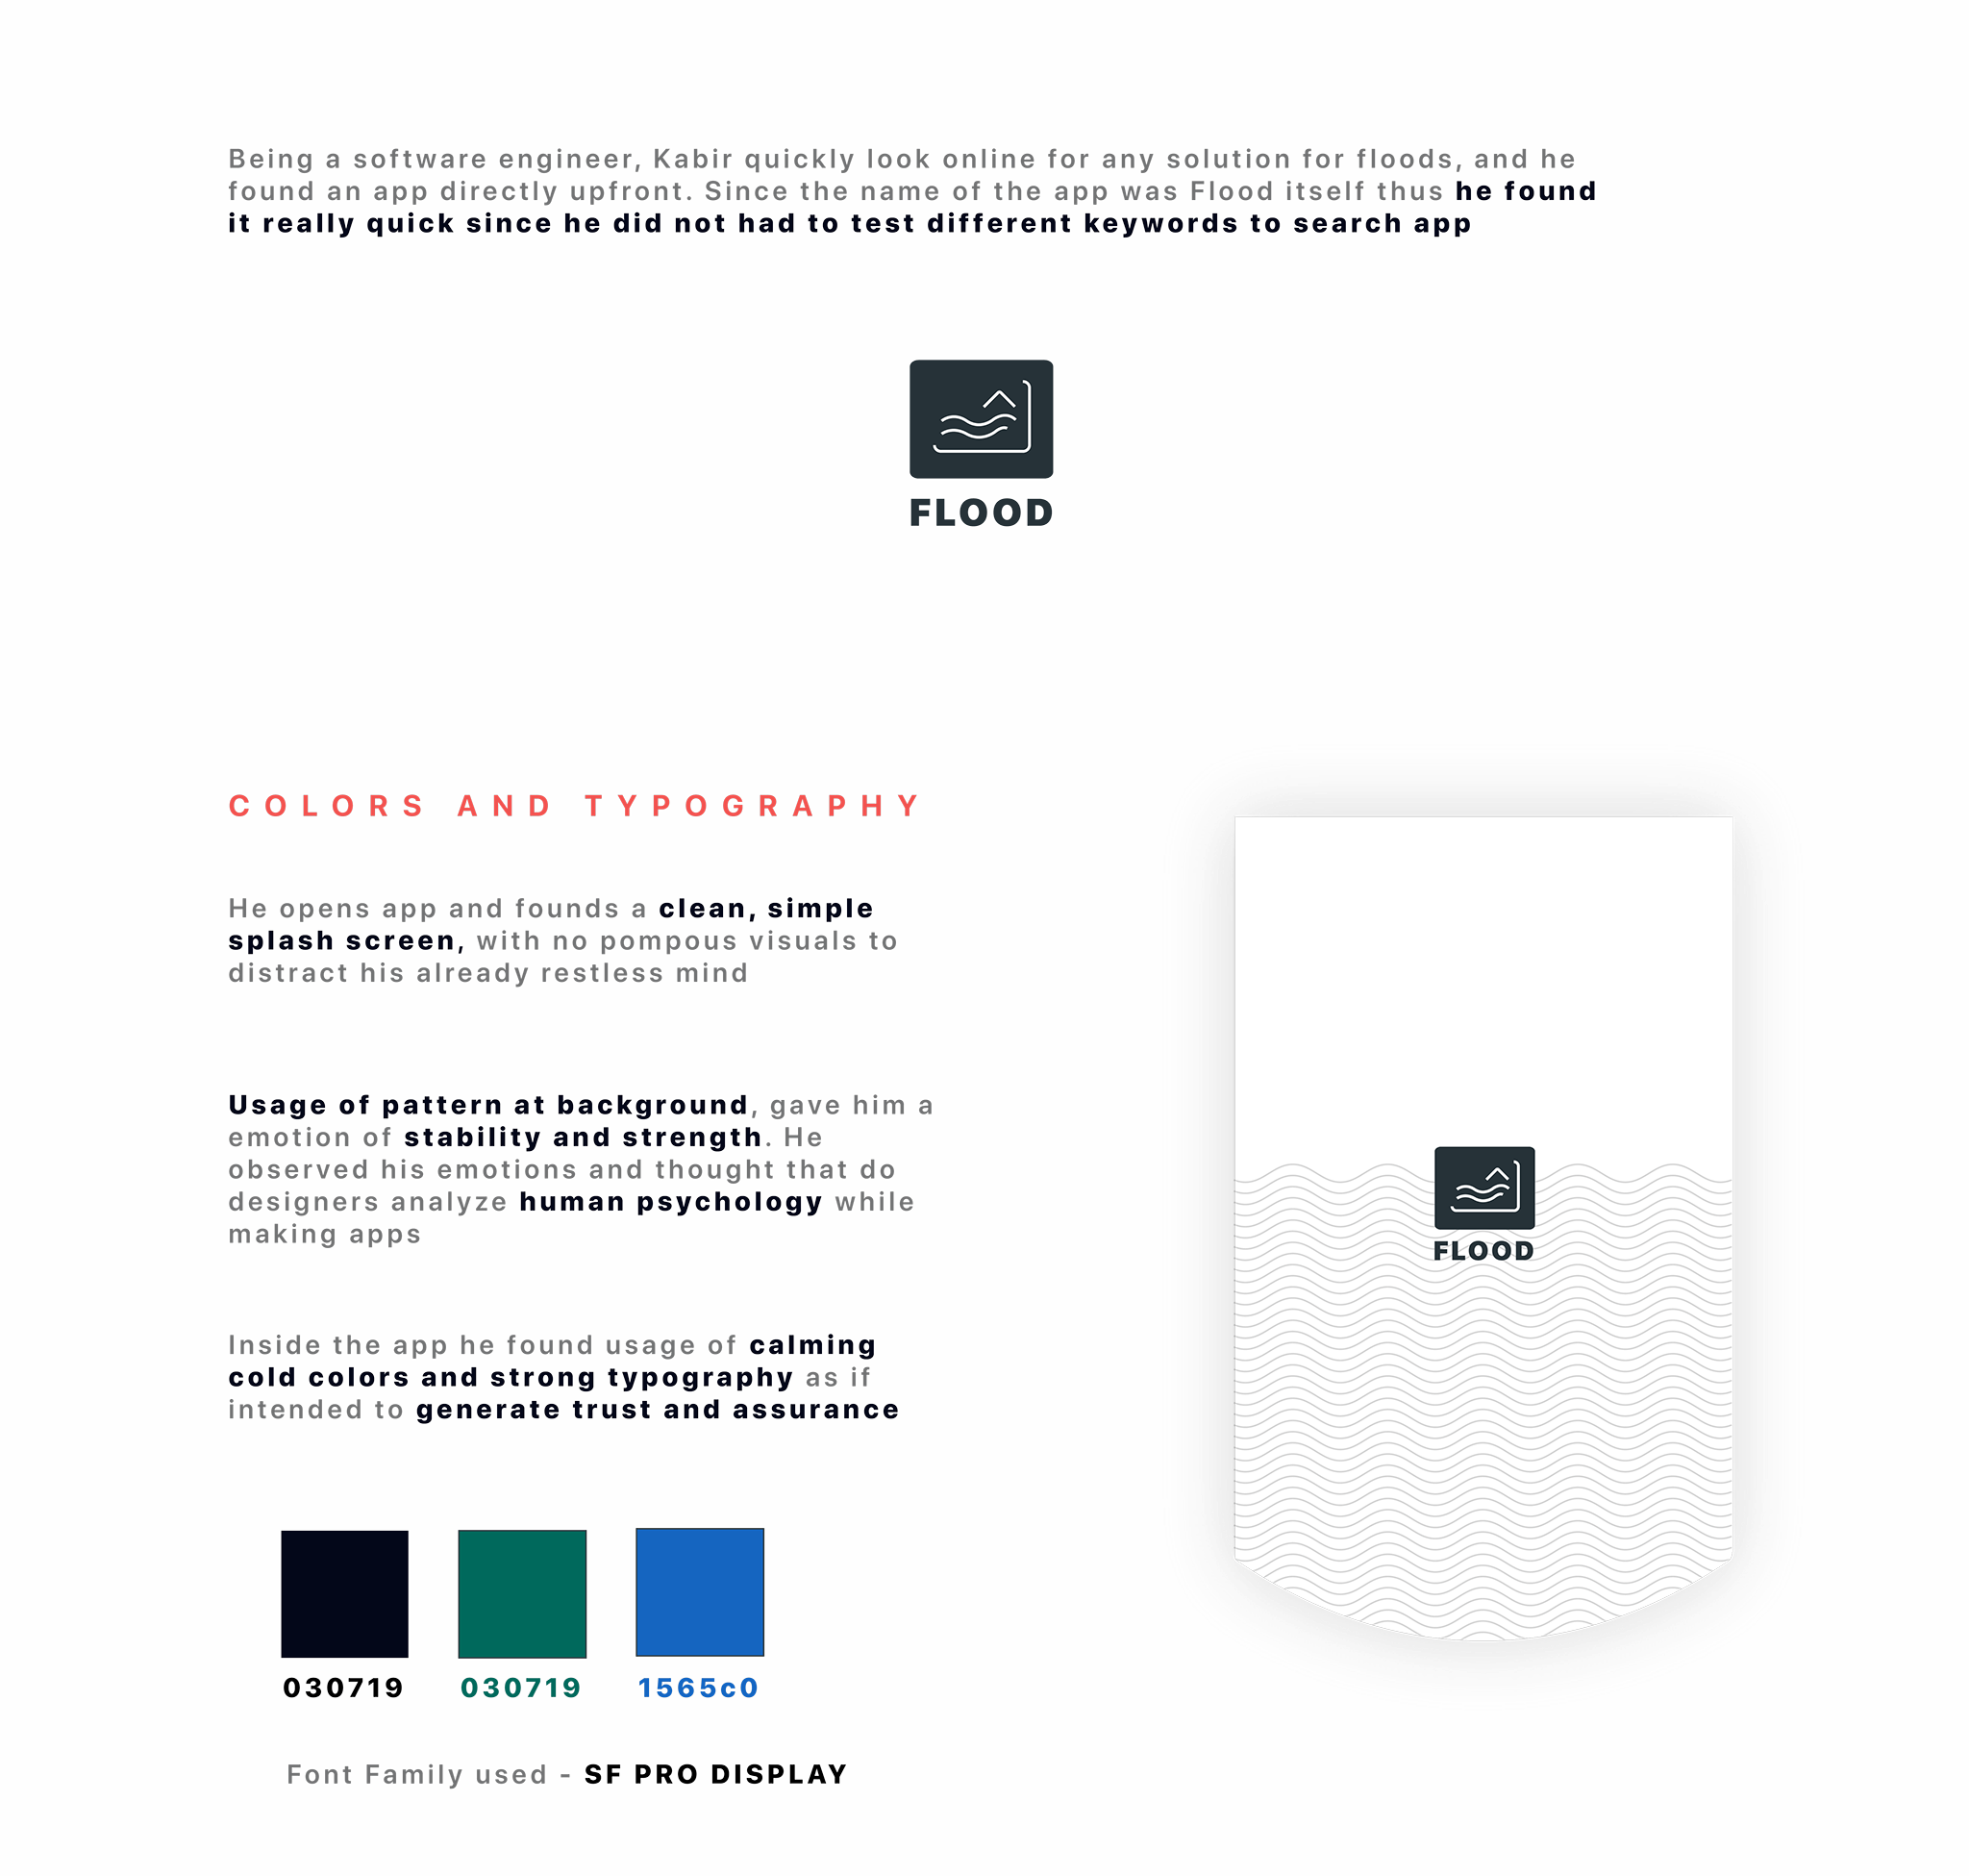 Being a software engineer, Kabir quickly look online for any solution for floods, and he
found an app directly upfront. Since the name of the app was Flood itself thus he found
it really quick since he did not had to test different keywords to search app
FLOOD
COLORS AND TYPOGRAPHY
He opens app and founds a clean, simple
splash screen, with no pompous visuals to
distract his already restless mind
Usage of pattern at background, gave him a
emotion of stability and strength. He
observed his emotions and thought that do
designers analyze human psychology while
making apps
Inside the app he found usage of calming
cold colors and strong typography as if
intended to generate trust and assurance
030719 030719 1565c0
Font Family used - SF PRO DISPLAY
FLOOD